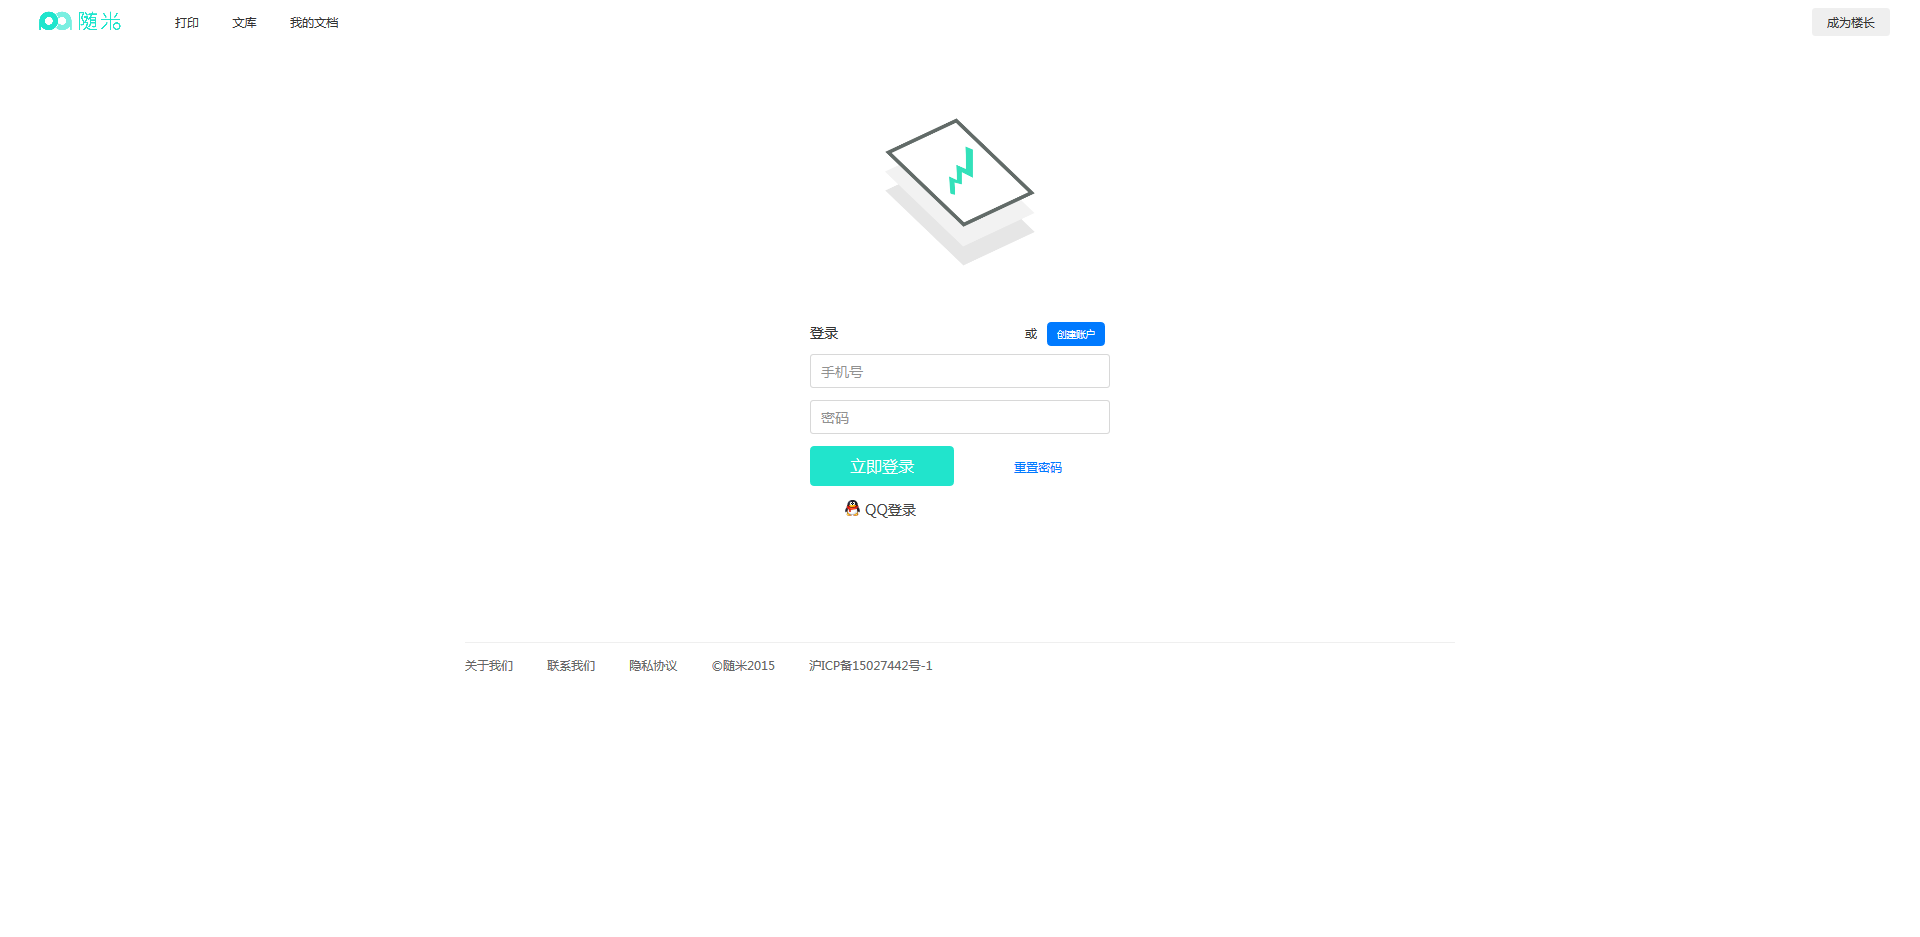 随米 打印 文库 我的文档 成为楼长
登录 或 创建账户
手机号
密码
立即登录 重置密码
QQ登录
关于我们 联系我们 隐私协议 ©随米2015 沪ICP备15027442号-1